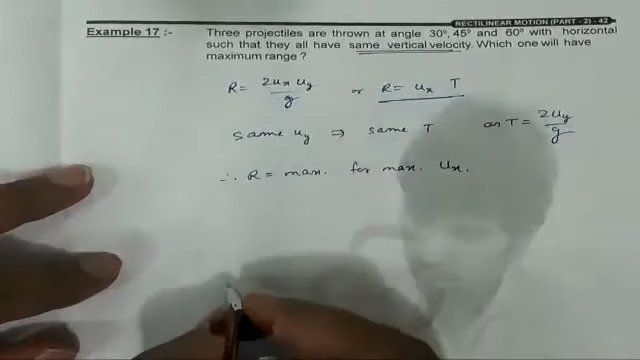 RECTILINEAR MOTION (PART - 2) - 42
Example 17 :- Three projectiles are thrown at angle 30°, 45° and 60° with horizontal
such that they all have same vertical velocity. Which one will have
maximum range ?
R = 2uₓ u_y / g or R = uₓ T
same u_y ⇒ same T as T = 2u_y / g
∴ R = max. for max. uₓ.